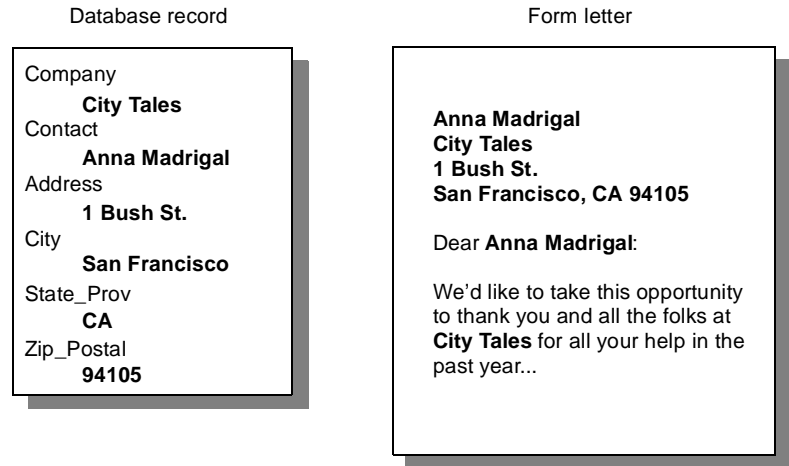 Database record
Company
City Tales
Contact
Anna Madrigal
Address
1 Bush St.
City
San Francisco
State_Prov
CA
Zip_Postal
94105
Form letter
Anna Madrigal
City Tales
1 Bush St.
San Francisco, CA 94105
Dear Anna Madrigal:
We’d like to take this opportunity
to thank you and all the folks at
City Tales for all your help in the
past year...